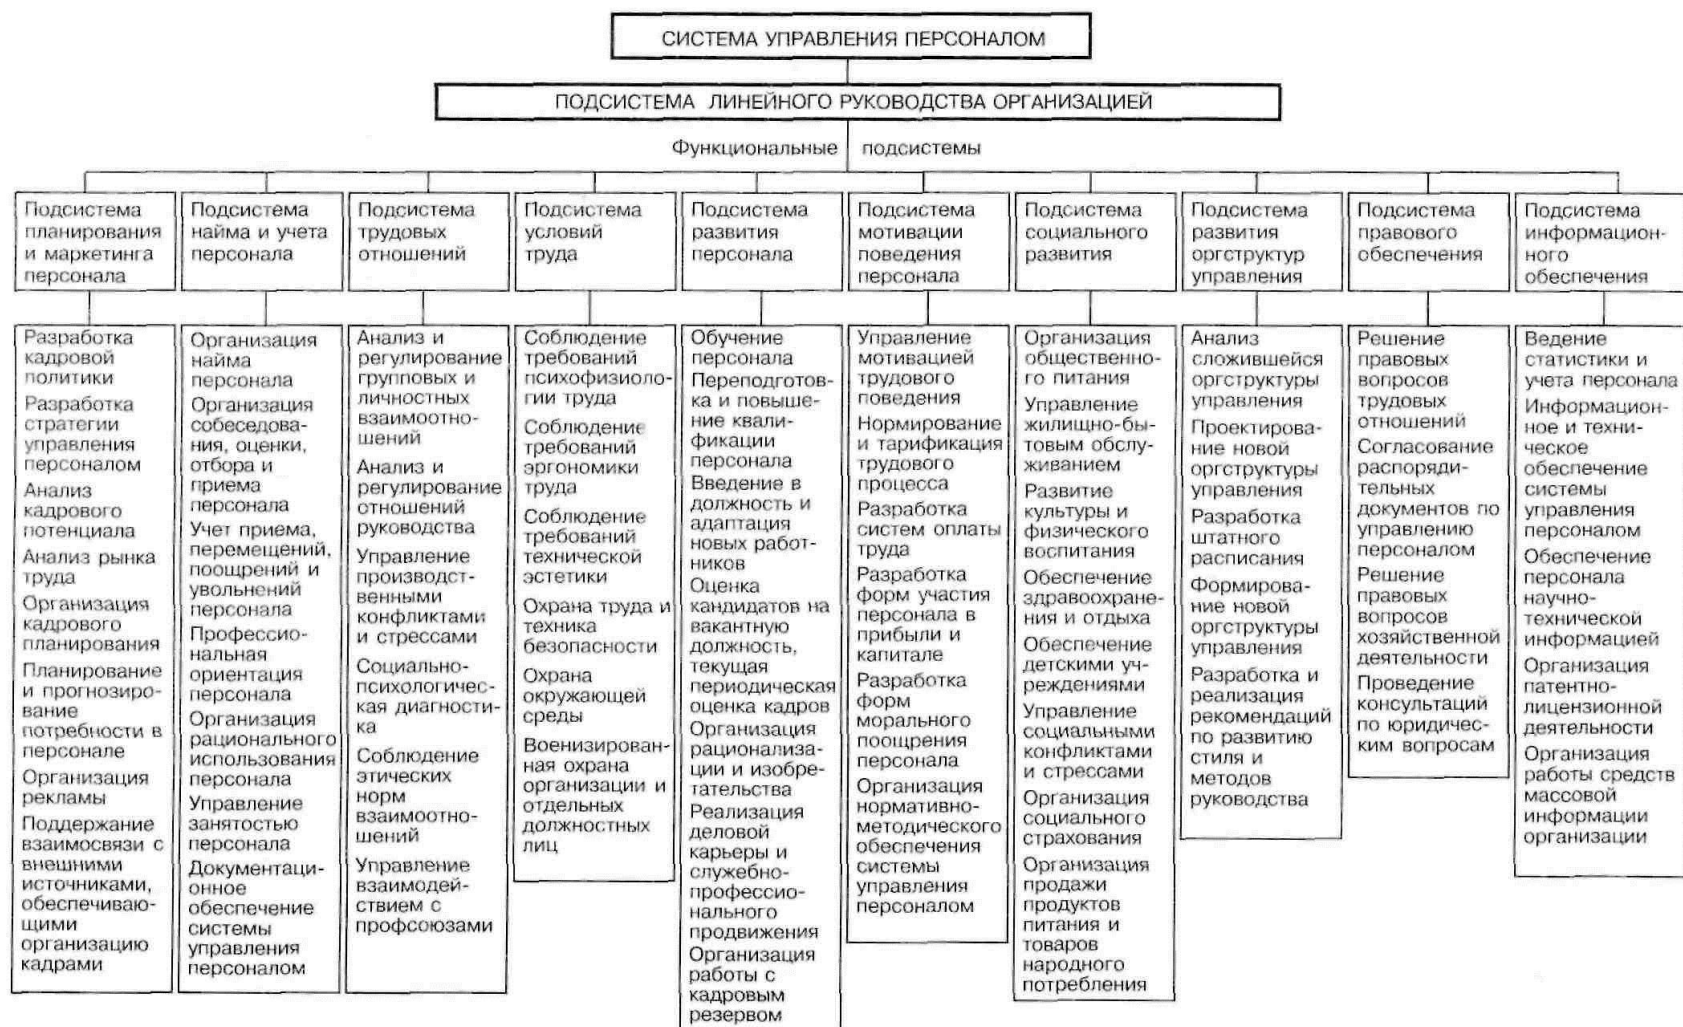 СИСТЕМА УПРАВЛЕНИЯ ПЕРСОНАЛОМ
ПОДСИСТЕМА ЛИНЕЙНОГО РУКОВОДСТВА ОРГАНИЗАЦИЕЙ
Функциональные подсистемы
Подсистема
планирования
и маркетинга
персонала
Подсистема
найма и учета
персонала
Подсистема
трудовых
отношений
Подсистема
условий
труда
Подсистема
развития
персонала
Подсистема
мотивации
поведения
персонала
Подсистема
социального
развития
Подсистема
развития
оргструктур
управления
Подсистема
правового
обеспечения
Подсистема
информацион-
ного
обеспечения
Разработка
кадровой
политики
Разработка
стратегии
управления
персоналом
Анализ
кадрового
потенциала
Анализ рынка
труда
Организация
кадрового
планирования
Планирование
и прогнозиро-
вание
потребности в
персонале
Организация
рекламы
Поддержание
взаимосвязи с
внешними
источниками,
обеспечиваю-
щими
организацию
кадрами
Организация
найма
персонала
Организация
собеседова-
ния, оценки,
отбора и
приема
персонала
Учет приема,
перемещений,
поощрений и
увольнений
персонала
Профессио-
нальная
ориентация
персонала
Организация
рационального
использования
персонала
Управление
занятостью
персонала
Документаци-
онное
обеспечение
системы
управления
персоналом
Анализ и
регулирование
групповых и
личностных
взаимоотно-
шений
Анализ и
регулирование
отношений
руководства
Управление
производст-
венными
конфликтами
и стрессами
Социально-
психологичес-
кая диагности-
ка
Соблюдение
этических
норм
взаимоотно-
шений
Управление
взаимодей-
ствием с
профсоюзами
Соблюдение
требований
психофизиоло-
гии труда
Соблюдение
требований
эргономики
труда
Соблюдение
требований
технической
эстетики
Охрана труда и
техника
безопасности
Охрана
окружающей
среды
Военизирован-
ная охрана
организации и
отдельных
должностных
лиц
Обучение
персонала
Переподготов-
ка и повыше-
ние квали-
фикации
персонала
Введение в
должность и
адаптация
новых работ-
ников
Оценка
кандидатов на
вакантную
должность,
текущая
периодическая
оценка кадров
Организация
рационализа-
ции и изобре-
тательства
Реализация
деловой
карьеры и
служебно-
профессио-
нального
продвижения
Организация
работы с
кадровым
резервом
Управление
мотивацией
трудового
поведения
Нормирование
и тарификация
трудового
процесса
Разработка
систем оплаты
труда
Разработка
форм участия
персонала в
прибыли и
капитале
Разработка
форм
морального
поощрения
персонала
Организация
нормативно-
методического
обеспечения
системы
управления
персоналом
Организация
общественно-
го питания
Управление
жилищно-бы-
товым обслу-
живанием
Развитие
культуры и
физического
воспитания
Обеспечение
здравоохране-
ния и отдыха
Обеспечение
детскими уч-
реждениями
Управление
социальными
конфликтами
и стрессами
Организация
социального
страхования
Организация
продажи
продуктов
питания и
товаров
народного
потребления
Анализ
сложившейся
оргструктуры
управления
Проектирова-
ние новой
оргструктуры
управления
Разработка
штатного
расписания
Формирова-
ние новой
оргструктуры
управления
Разработка и
реализация
рекомендаций
по развитию
стиля и
методов
руководства
Решение
правовых
вопросов
трудовых
отношений
Согласование
распоряди-
тельных
документов по
управлению
персоналом
Решение
правовых
вопросов
хозяйственной
деятельности
Проведение
консультаций
по юридичес-
ким вопросам
Ведение
статистики и
учета персонала
Информацион-
ное и техни-
ческое
обеспечение
системы
управления
персоналом
Обеспечение
персонала
научно-
технической
информацией
Организация
патентно-
лицензионной
деятельности
Организация
работы средств
массовой
информации
организации